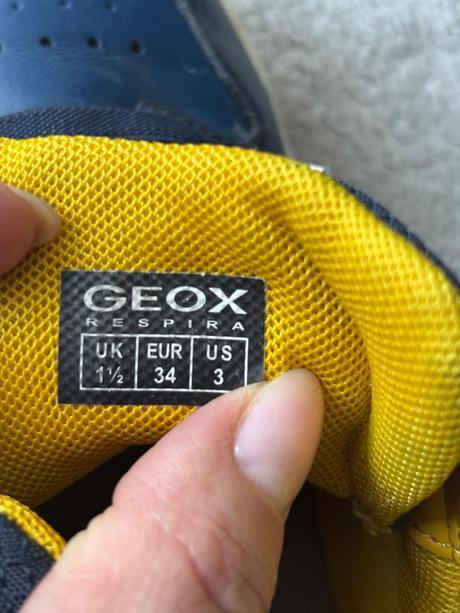 GEOX
RESPIRA
UK EUR US
1½ 34 3